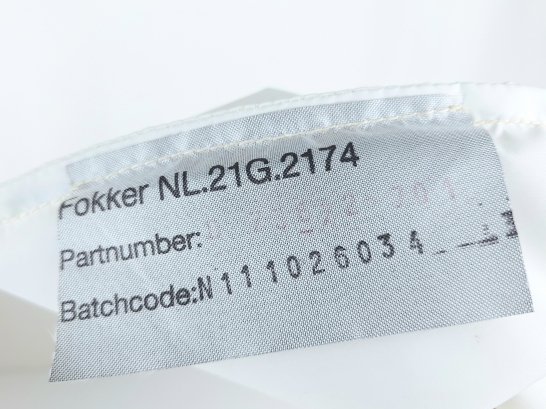 Fokker NL.21G.2174
Partnumber:
Batchcode:N111026034